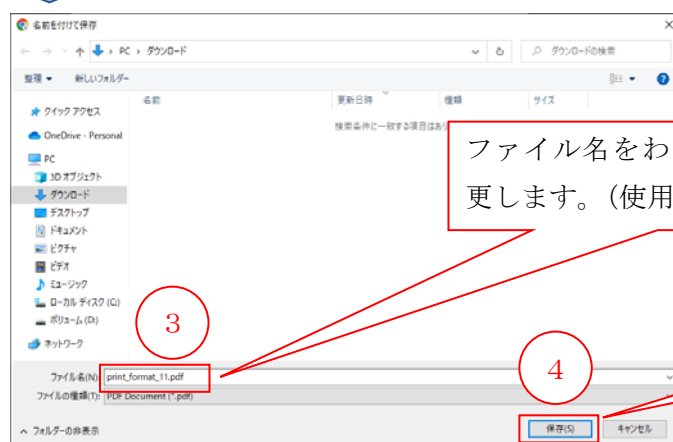 名前を付けて保存
PC › ダウンロード
ダウンロードの検索
整理 新しいフォルダー
名前 更新日時 種類 サイズ
検索条件に一致する項目はあり
クイック アクセス
OneDrive - Personal
PC
3D オブジェクト
ダウンロード
デスクトップ
ドキュメント
ピクチャ
ビデオ
ミュージック
ローカル ディスク (C:)
ボリューム (D:)
ネットワーク
ファイル名をわ
更します。（使用
③
④
ファイル名(N): print_format_11.pdf
ファイルの種類(T): PDF Document (*.pdf)
フォルダーの非表示
保存(S) キャンセル